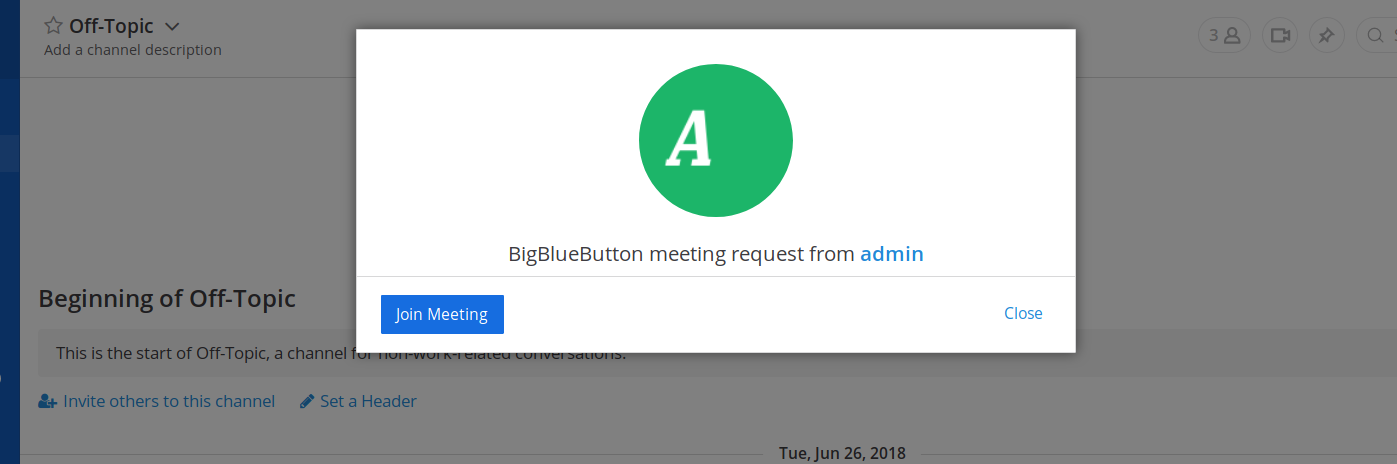 Off-Topic
Add a channel description
3
A
BigBlueButton meeting request from admin
Join Meeting
Close
Beginning of Off-Topic
This is the start of Off-Topic, a channel for non-work-related conversations.
Invite others to this channel
Set a Header
Tue, Jun 26, 2018